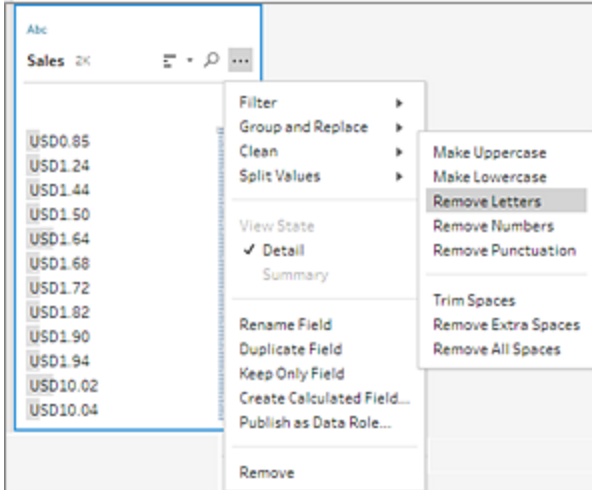 Abc
Sales 2K
USD0.85
USD1.24
USD1.44
USD1.50
USD1.64
USD1.68
USD1.72
USD1.82
USD1.90
USD1.94
USD10.02
USD10.04
Filter
Group and Replace
Clean
Split Values
View State
✓ Detail
Summary
Rename Field
Duplicate Field
Keep Only Field
Create Calculated Field...
Publish as Data Role...
Remove
Make Uppercase
Make Lowercase
Remove Letters
Remove Numbers
Remove Punctuation
Trim Spaces
Remove Extra Spaces
Remove All Spaces